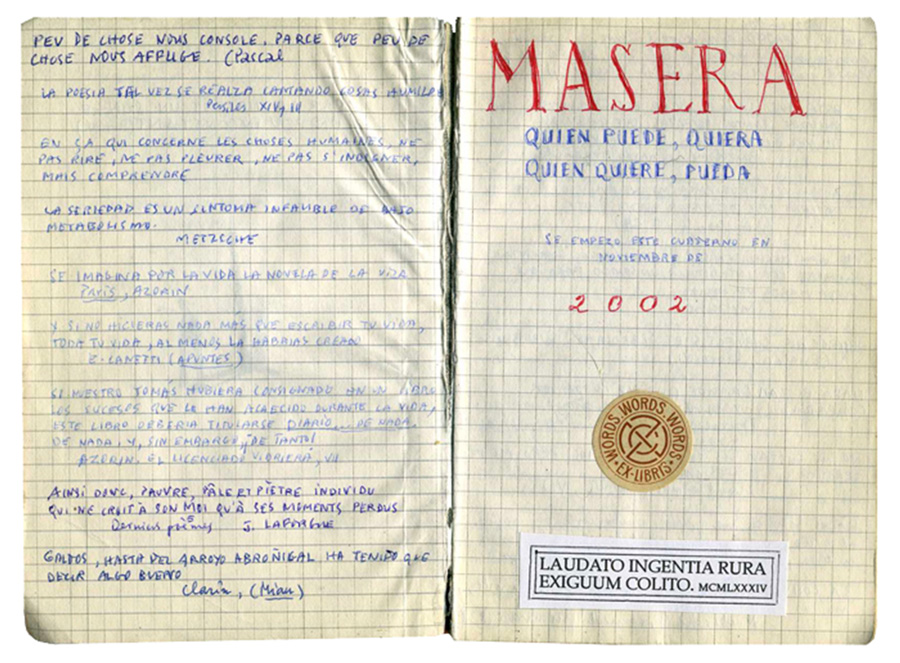 PEU DE CHOSE NOUS CONSOLE, PARCE QUE PEU DE
CHOSE NOUS AFFLIGE. (Pascal
LA POESIA TAL VEZ SE REALZA CANTANDO COSAS HUMILDES
Persiles XIV, III
EN ÇA QUI CONCERNE LES CHOSES HUMAINES, NE
PAS RIRE, NE PAS PLEURER, NE PAS S'INDIGNER,
MAIS COMPRENDRE
LA SERIEDAD ES UN SINTOMA INFALIBLE DE BAJO
METABOLISMO.
NIETZSCHE
SE IMAGINA POR LA VIDA LA NOVELA DE LA VIDA
París, AZORIN
Y SI NO HICIERAS NADA MAS QUE ESCRIBIR TU VIDA,
TODA TU VIDA, AL MENOS LA HABRIAS CREADO
E. CANETTI (APUNTES)
SI NUESTRO TOMÁS HUBIERA CONSIGNADO EN UN LIBRO
LOS SUCESOS QUE LE HAN ACAECIDO DURANTE LA VIDA,
ESTE LIBRO DEBERIA TITULARSE DIARIO... DE NADA.
DE NADA, Y, SIN EMBARGO, ¡DE TANTO!
AZORIN. EL LICENCIADO VIDRIERA, VII
AINSI DONC, PAUVRE, PÂLE ET PIÈTRE INDIVIDU
QUI NE CROIT À SON MOI QU'À SES MOMENTS PERDUS
Derniers poèmes J. LAFORGUE
GALDOS, HASTA DEL ARROYO ABROÑIGAL HA TENIDO QUE
DECIR ALGO BUENO
Clarín, (Miau)
MASERA
QUIEN PUEDE, QUIERA
QUIEN QUIERE, PUEDA
SE EMPEZO ESTE CUADERNO EN
NOVIEMBRE DE
2002
WORDS. WORDS. WORDS
• EX-LIBRIS •
LAUDATO INGENTIA RURA
EXIGUUM COLITO. MCMLXXXIV